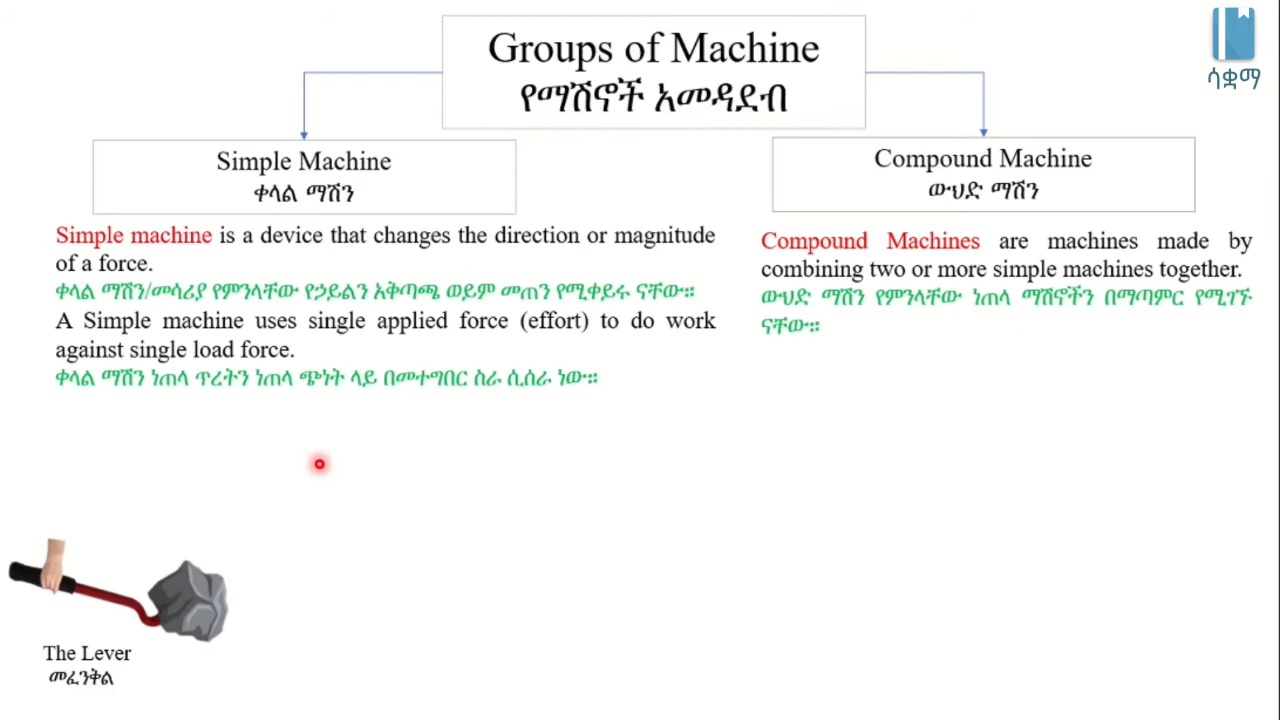 Groups of Machine
የማሽኖች አመዳደብ
ሳቋማ
Simple Machine
ቀላል ማሽን
Compound Machine
ውህድ ማሽን
Simple machine is a device that changes the direction or magnitude
of a force.
ቀላል ማሽን/መሳሪያ የምንላቸው የኃይልን አቅጣጫ ወይም መጠን የሚቀይሩ ናቸው።
A Simple machine uses single applied force (effort) to do work
against single load force.
ቀላል ማሽን ነጠላ ጥረትን ነጠላ ጭነት ላይ በመተግበር ስራ ሲሰራ ነው።
Compound Machines are machines made by
combining two or more simple machines together.
ውህድ ማሽን የምንላቸው ነጠላ ማሽኖችን በማጣምር የሚገኙ
ናቸው።
The Lever
መፈንቅል